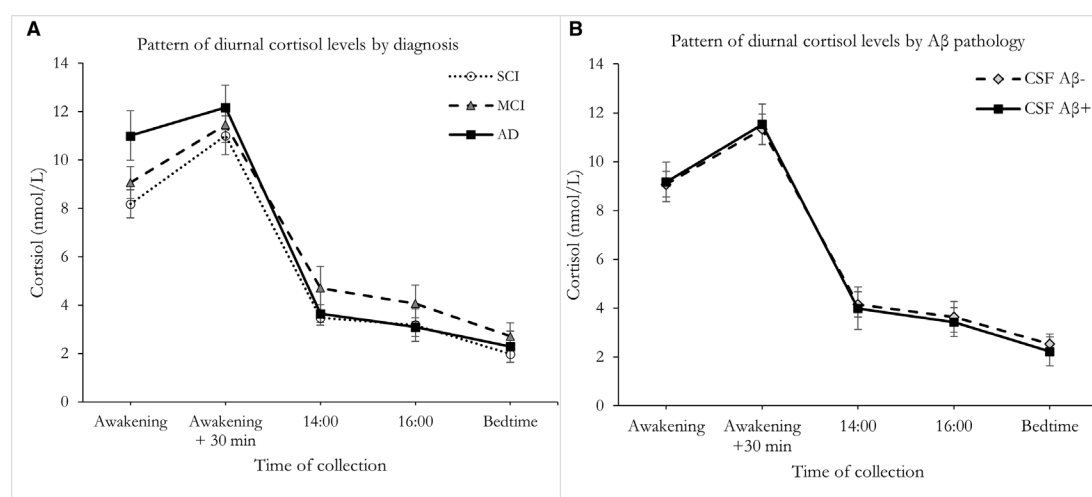 A
Pattern of diurnal cortisol levels by diagnosis
SCI
MCI
AD
14
12
10
8
6
4
2
0
Cortsiol (nmol/L)
Awakening
Awakening
+ 30 min
14:00
16:00
Bedtime
Time of collection
B
Pattern of diurnal cortisol levels by Aβ pathology
CSF Aβ-
CSF Aβ+
14
12
10
8
6
4
2
0
Cortisol (nmol/L)
Awakening
Awakening
+30 min
14:00
16:00
Bedtime
Time of collection